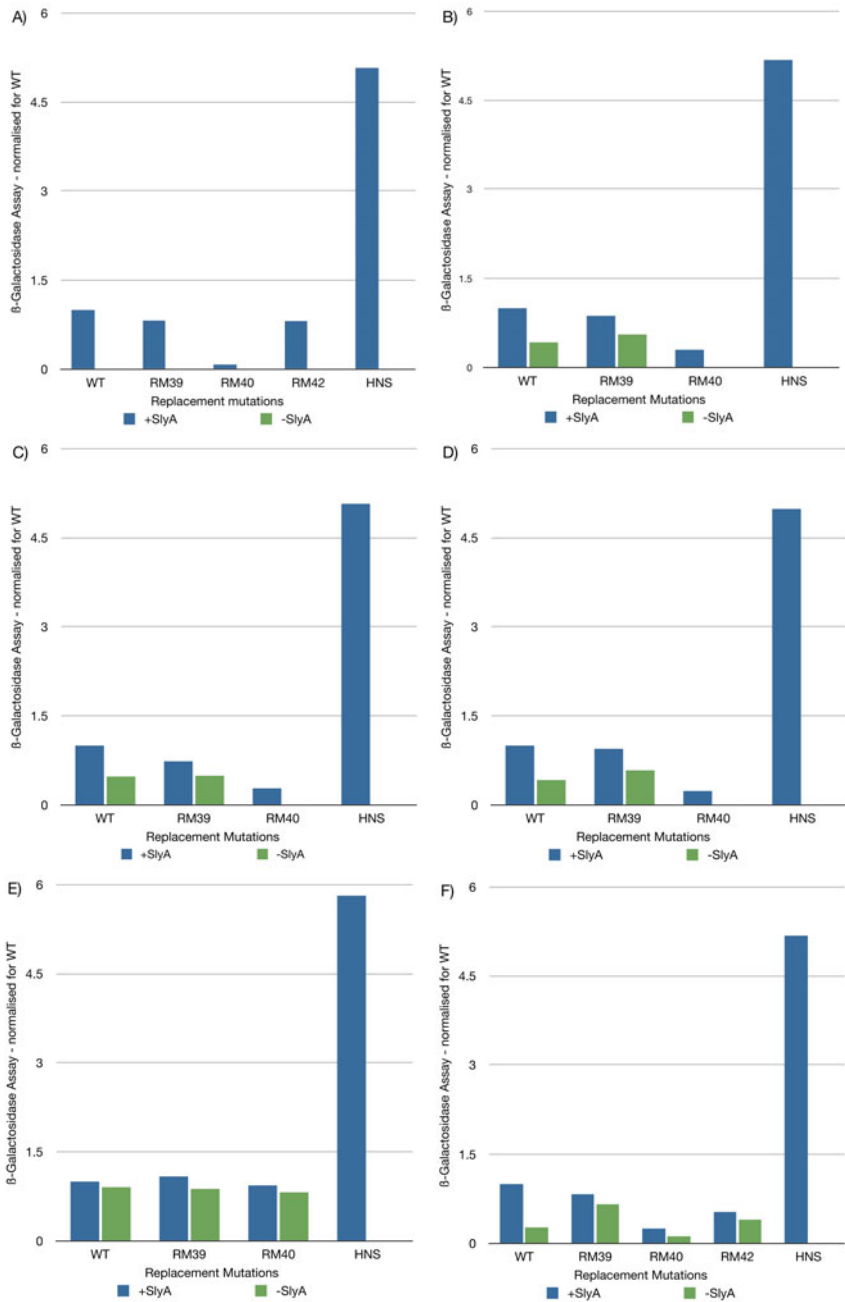 A)
6
4.5
3
1.5
0
ß-Galactosidase Assay - normalised for WT
WT RM39 RM40 RM42 HNS
Replacement mutations
+SlyA -SlyA
B)
6
4.5
3
1.5
0
ß-Galactosidase Assay - normalised for WT
WT RM39 RM40 HNS
Replacement Mutations
+SlyA -SlyA
C)
6
4.5
3
1.5
0
ß-Galactosidase Assay - normalised for WT
WT RM39 RM40 HNS
Replacement Mutations
+SlyA -SlyA
D)
6
4.5
3
1.5
0
ß-Galactosidase Assay - normalised for WT
WT RM39 RM40 HNS
Replacement Mutations
+SlyA -SlyA
E)
6
4.5
3
1.5
0
ß-Galactosidase Assay - normalised for WT
WT RM39 RM40 HNS
Replacement Mutations
+SlyA -SlyA
F)
6
4.5
3
1.5
0
ß-Galactosidase Assay - normalised for WT
WT RM39 RM40 RM42 HNS
Replacement Mutations
+SlyA -SlyA